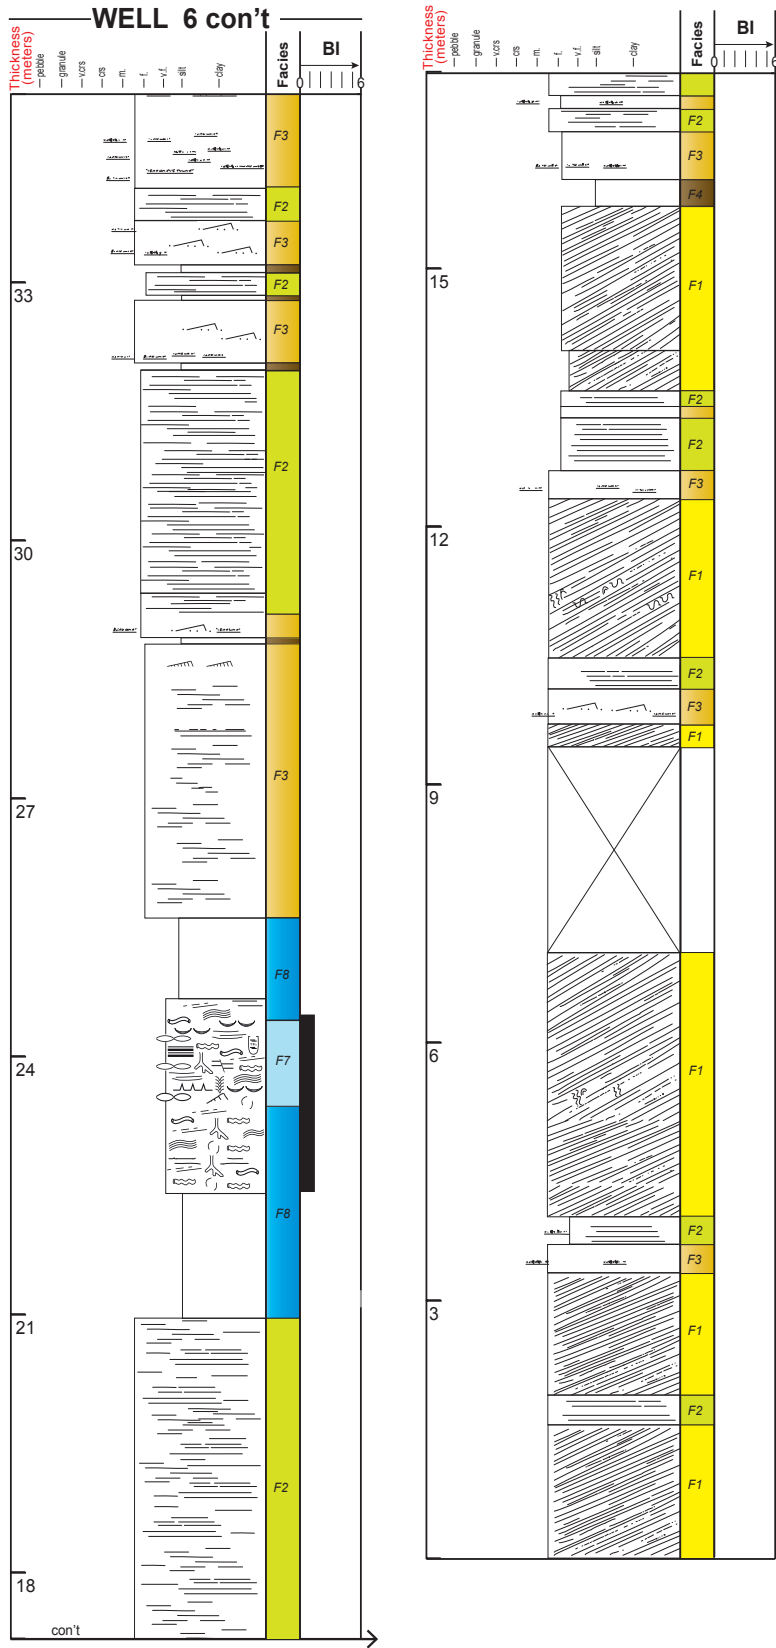 WELL 6 con't
Thickness
(meters)
pebble
granule
v.crs
crs
m.
f.
v.f.
silt
clay
Facies
BI
0 6
F3
F2
F3
33
F2
F3
F2
30
27
F3
F8
24
F7
F8
21
F2
18
con't
Thickness
(meters)
pebble
granule
v.crs
crs
m.
f.
v.f.
silt
clay
Facies
BI
0 6
F2
F3
F4
15
F1
F2
F2
F3
12
F1
F2
F3
F1
9
6
F1
F2
F3
3
F1
F2
F1